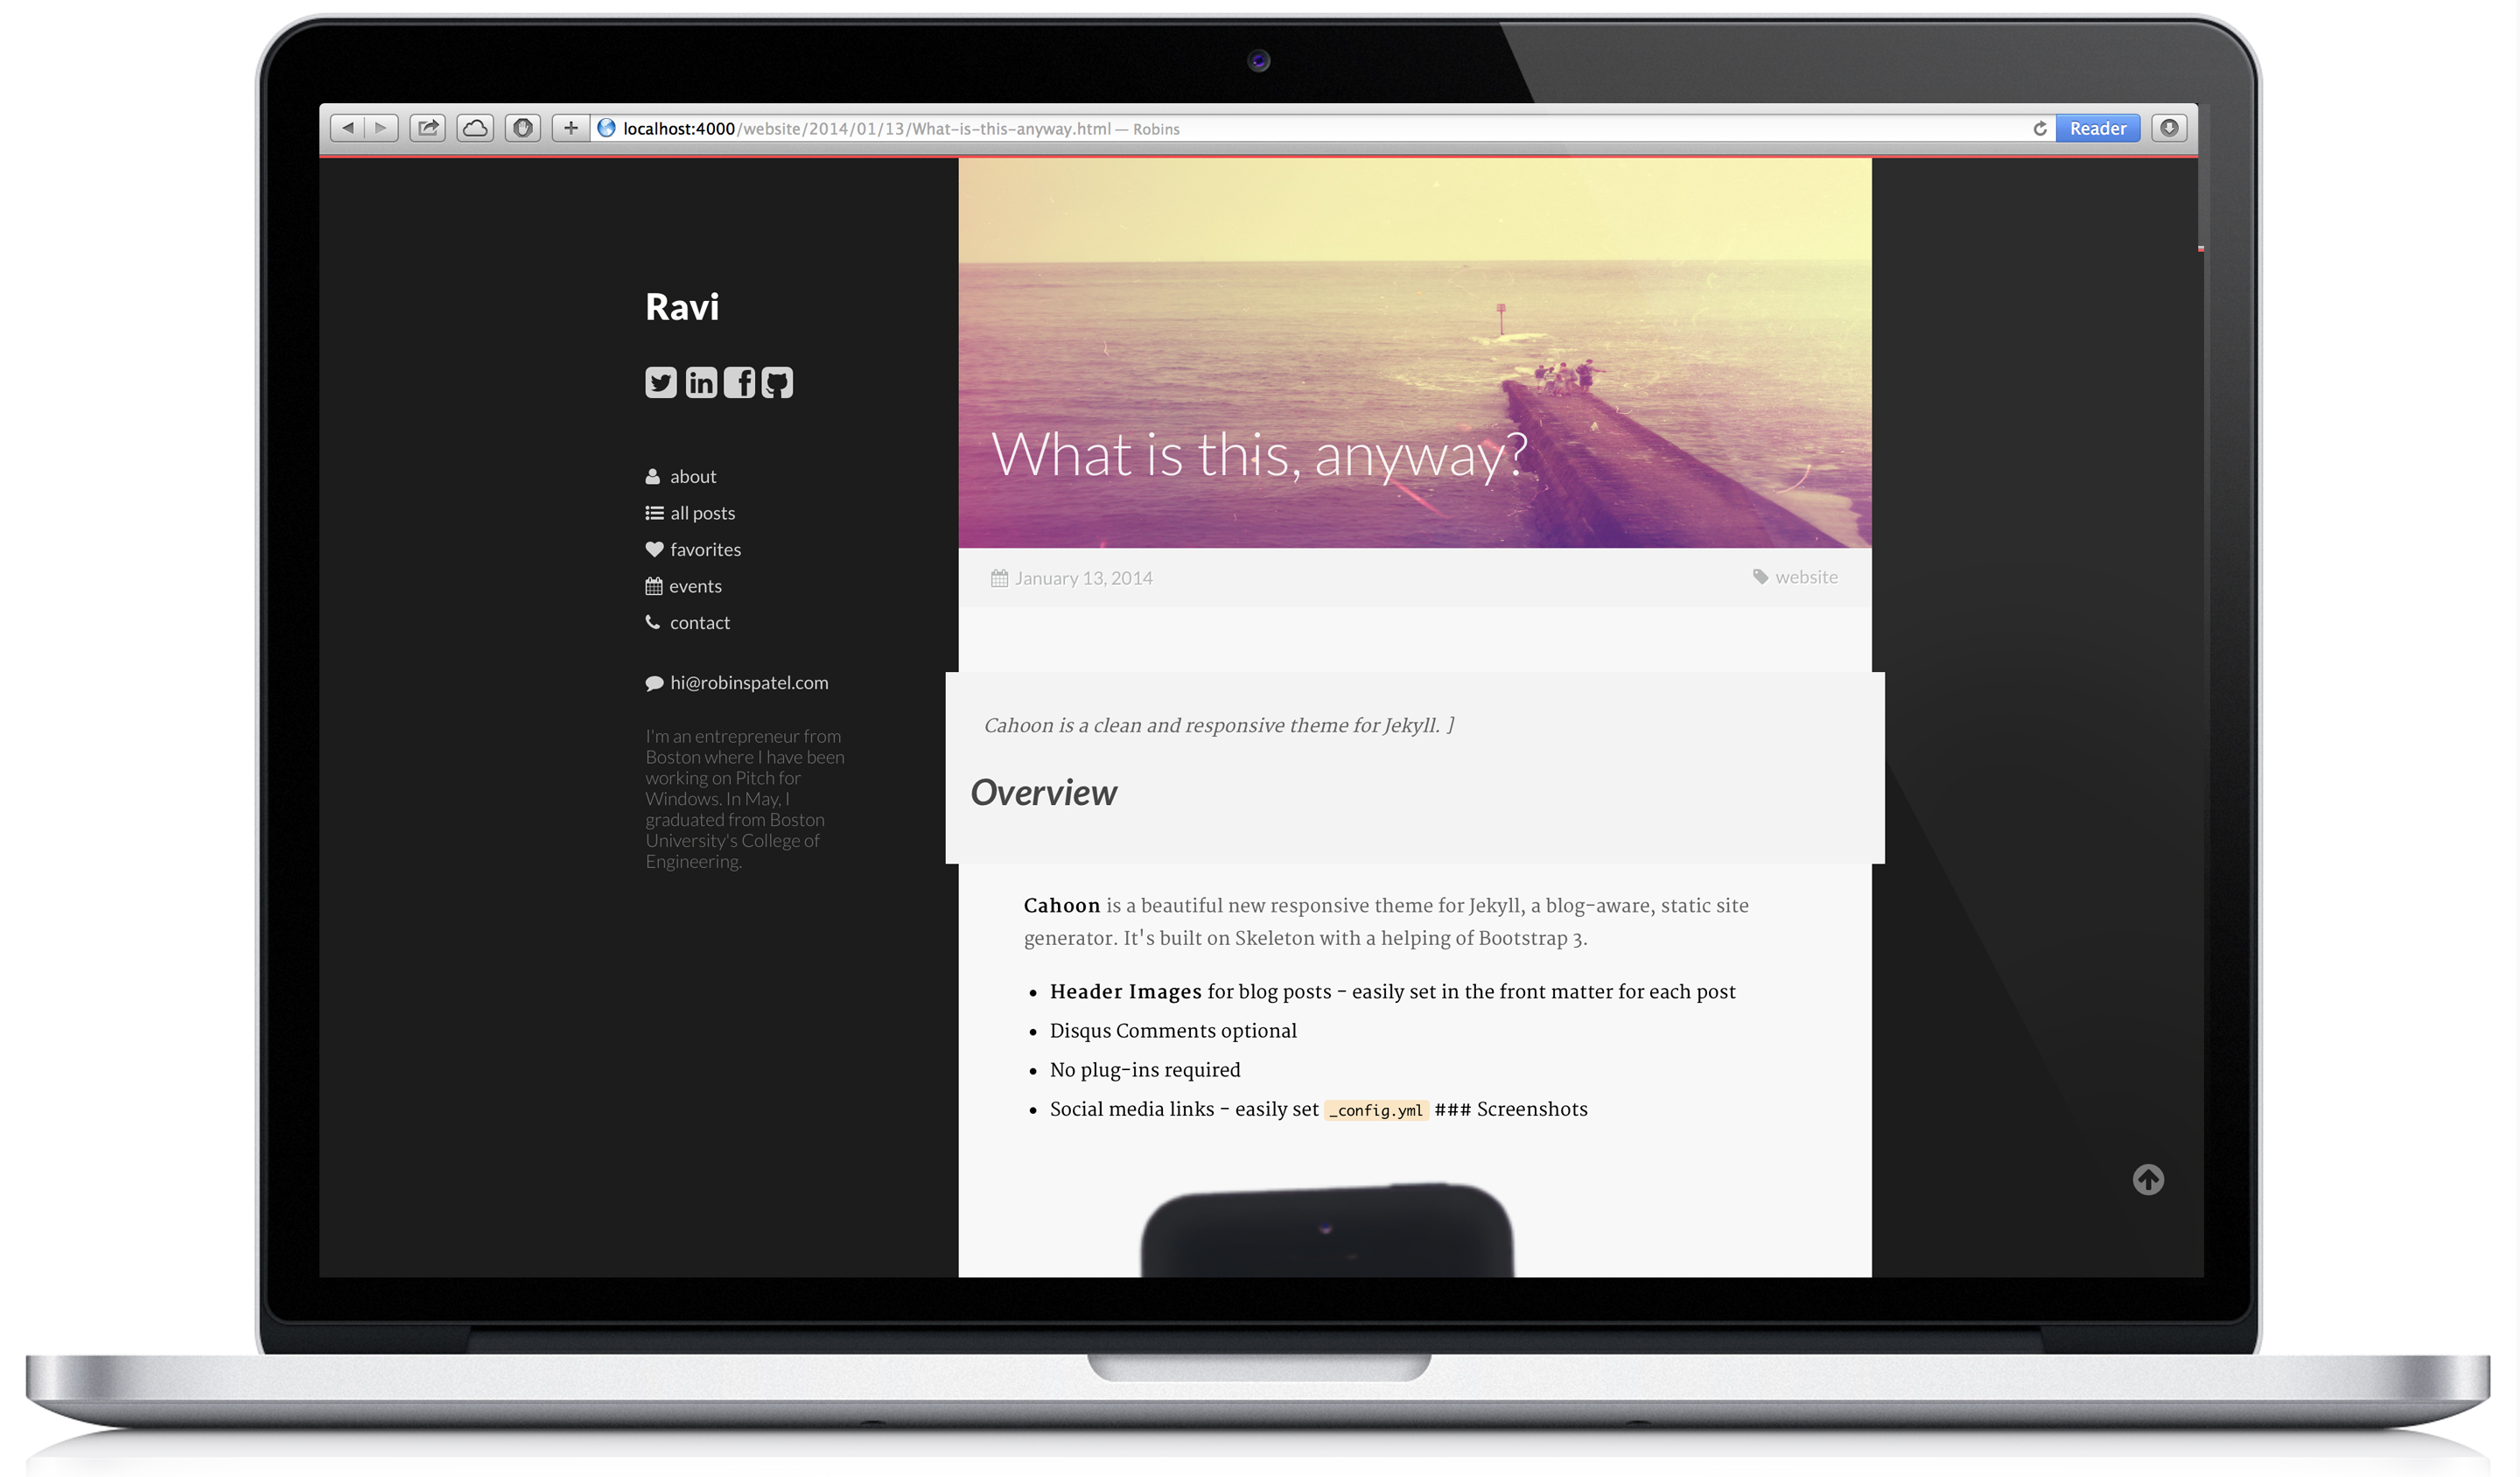 localhost:4000/website/2014/01/13/What-is-this-anyway.html — Robins
Reader
Ravi
about
all posts
favorites
events
contact
hi@robinspatel.com
I'm an entrepreneur from
Boston where I have been
working on Pitch for
Windows. In May, I
graduated from Boston
University's College of
Engineering.
What is this, anyway?
January 13, 2014
website
Cahoon is a clean and responsive theme for Jekyll. ]
Overview
Cahoon is a beautiful new responsive theme for Jekyll, a blog-aware, static site
generator. It's built on Skeleton with a helping of Bootstrap 3.
• Header Images for blog posts - easily set in the front matter for each post
• Disqus Comments optional
• No plug-ins required
• Social media links - easily set _config.yml ### Screenshots